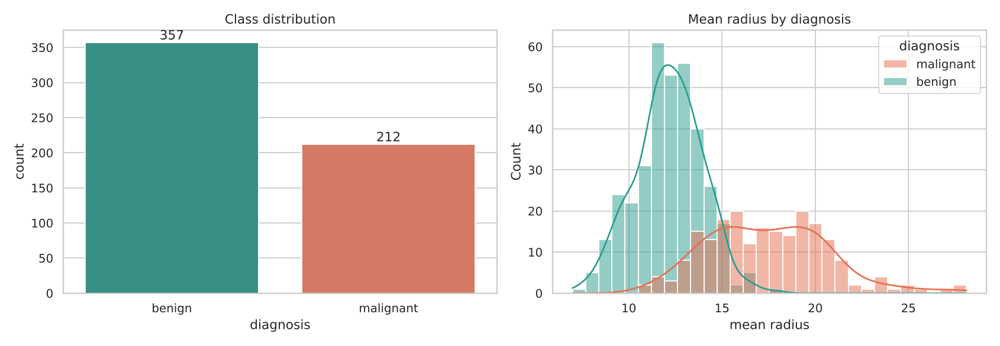 Class distribution
357
212
350
300
250
200
150
100
50
0
count
benign malignant
diagnosis
Mean radius by diagnosis
diagnosis
malignant
benign
60
50
40
30
20
10
0
Count
10 15 20 25
mean radius